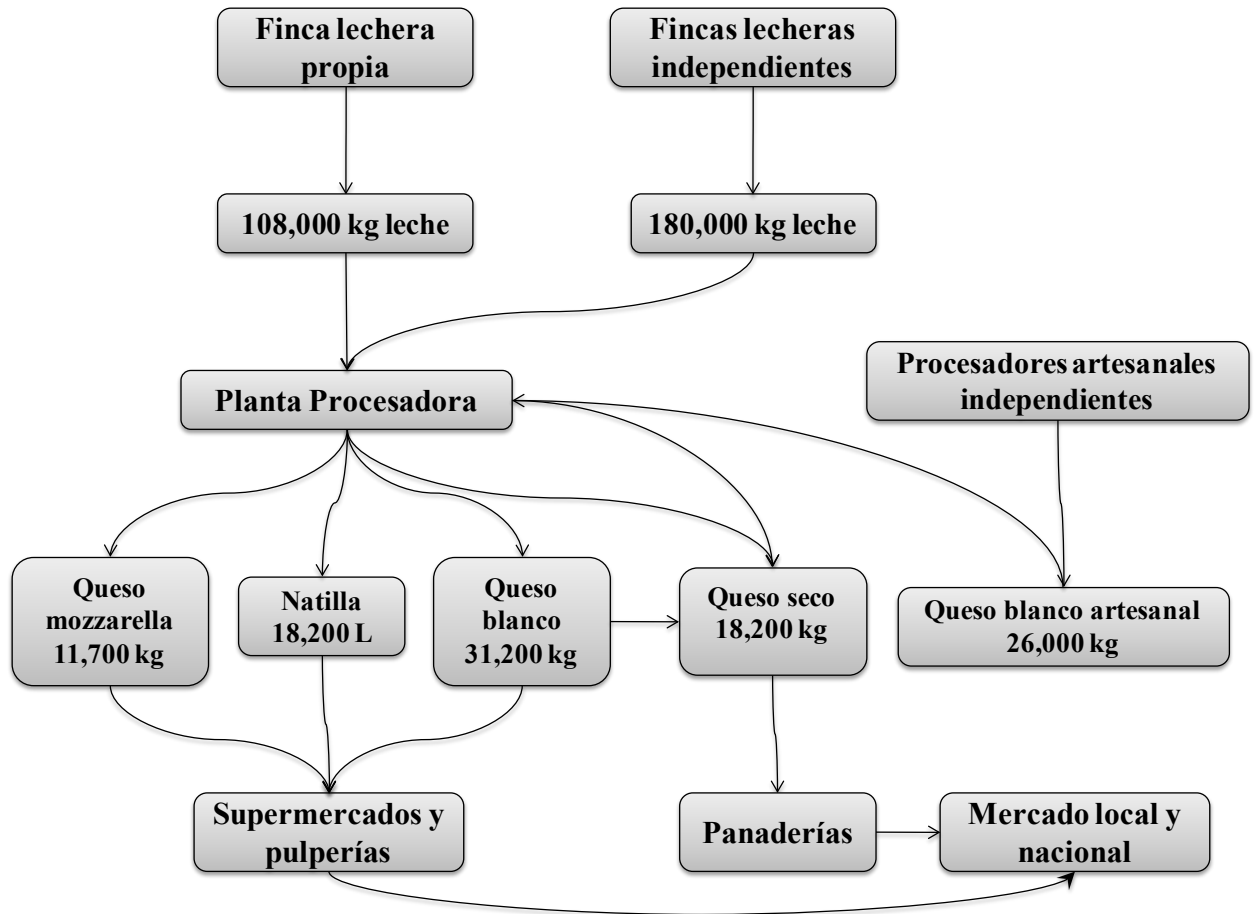 Finca lechera
propia
Fincas lecheras
independientes
108,000 kg leche
180,000 kg leche
Procesadores artesanales
independientes
Planta Procesadora
Queso
mozzarella
11,700 kg
Natilla
18,200 L
Queso
blanco
31,200 kg
Queso seco
18,200 kg
Queso blanco artesanal
26,000 kg
Supermercados y
pulperías
Panaderías
Mercado local y
nacional